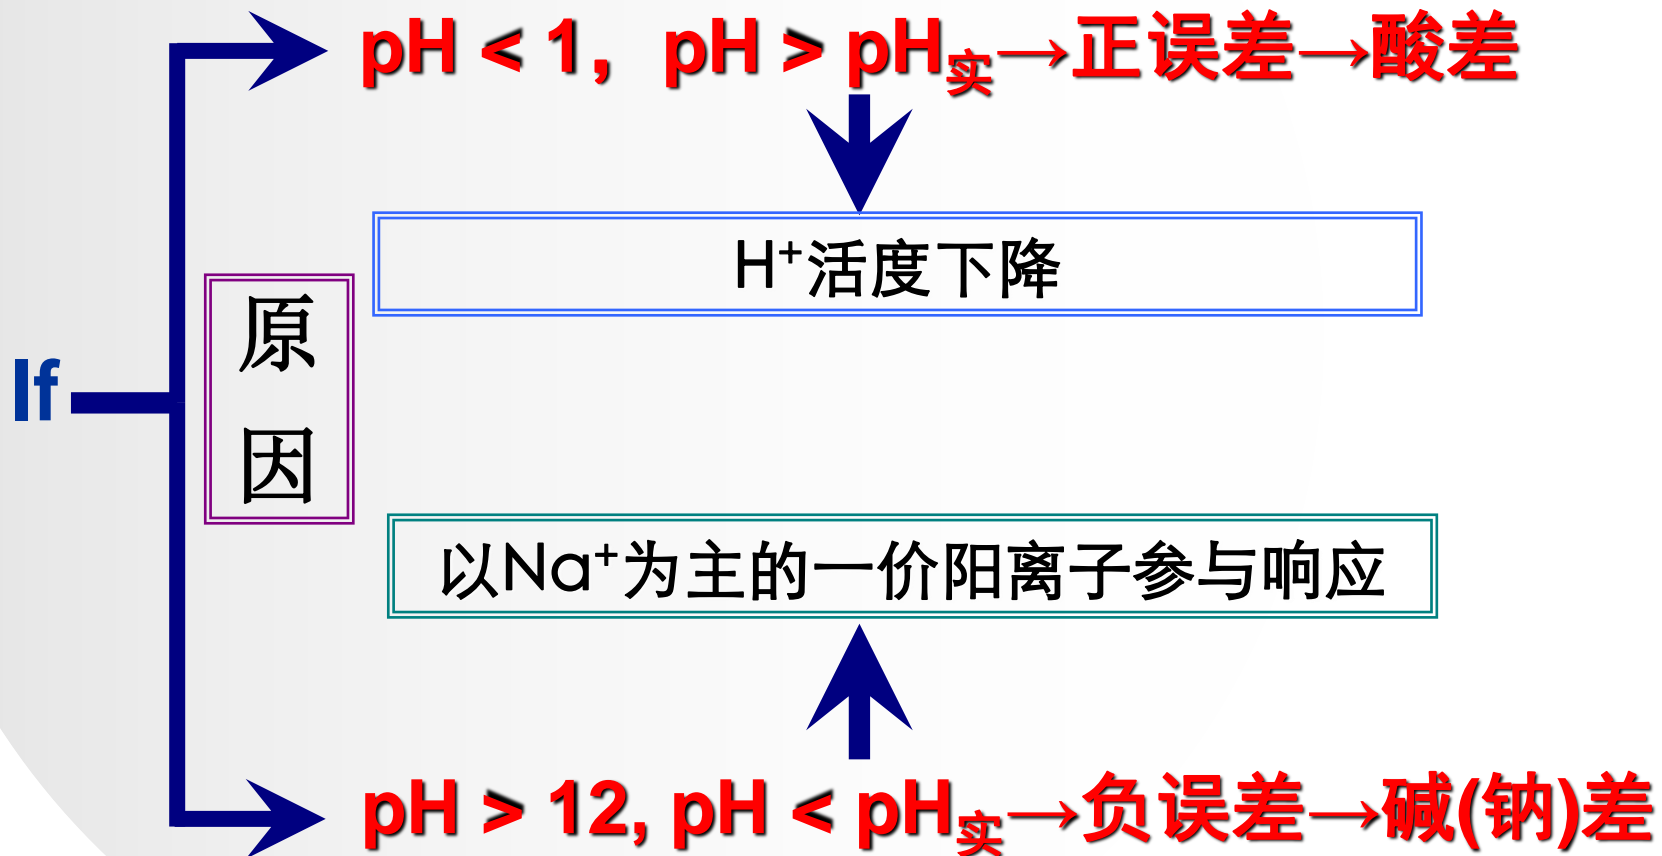 pH < 1, pH > pH实→正误差→酸差
H⁺活度下降
原
因
If
以Na⁺为主的一价阳离子参与响应
pH > 12, pH < pH实→负误差→碱(钠)差